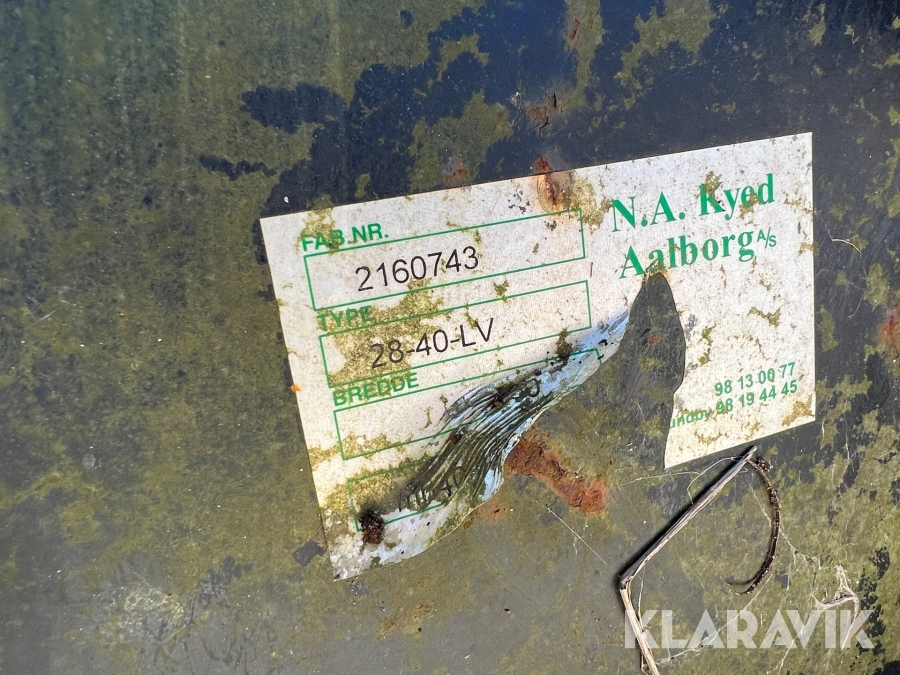 FAB.NR.
2160743
TYPE
28-40-LV
BREDDE
N.A. Kyed
Aalborg A/S
98 13 00 77
98 19 44 45
KLARAVIK